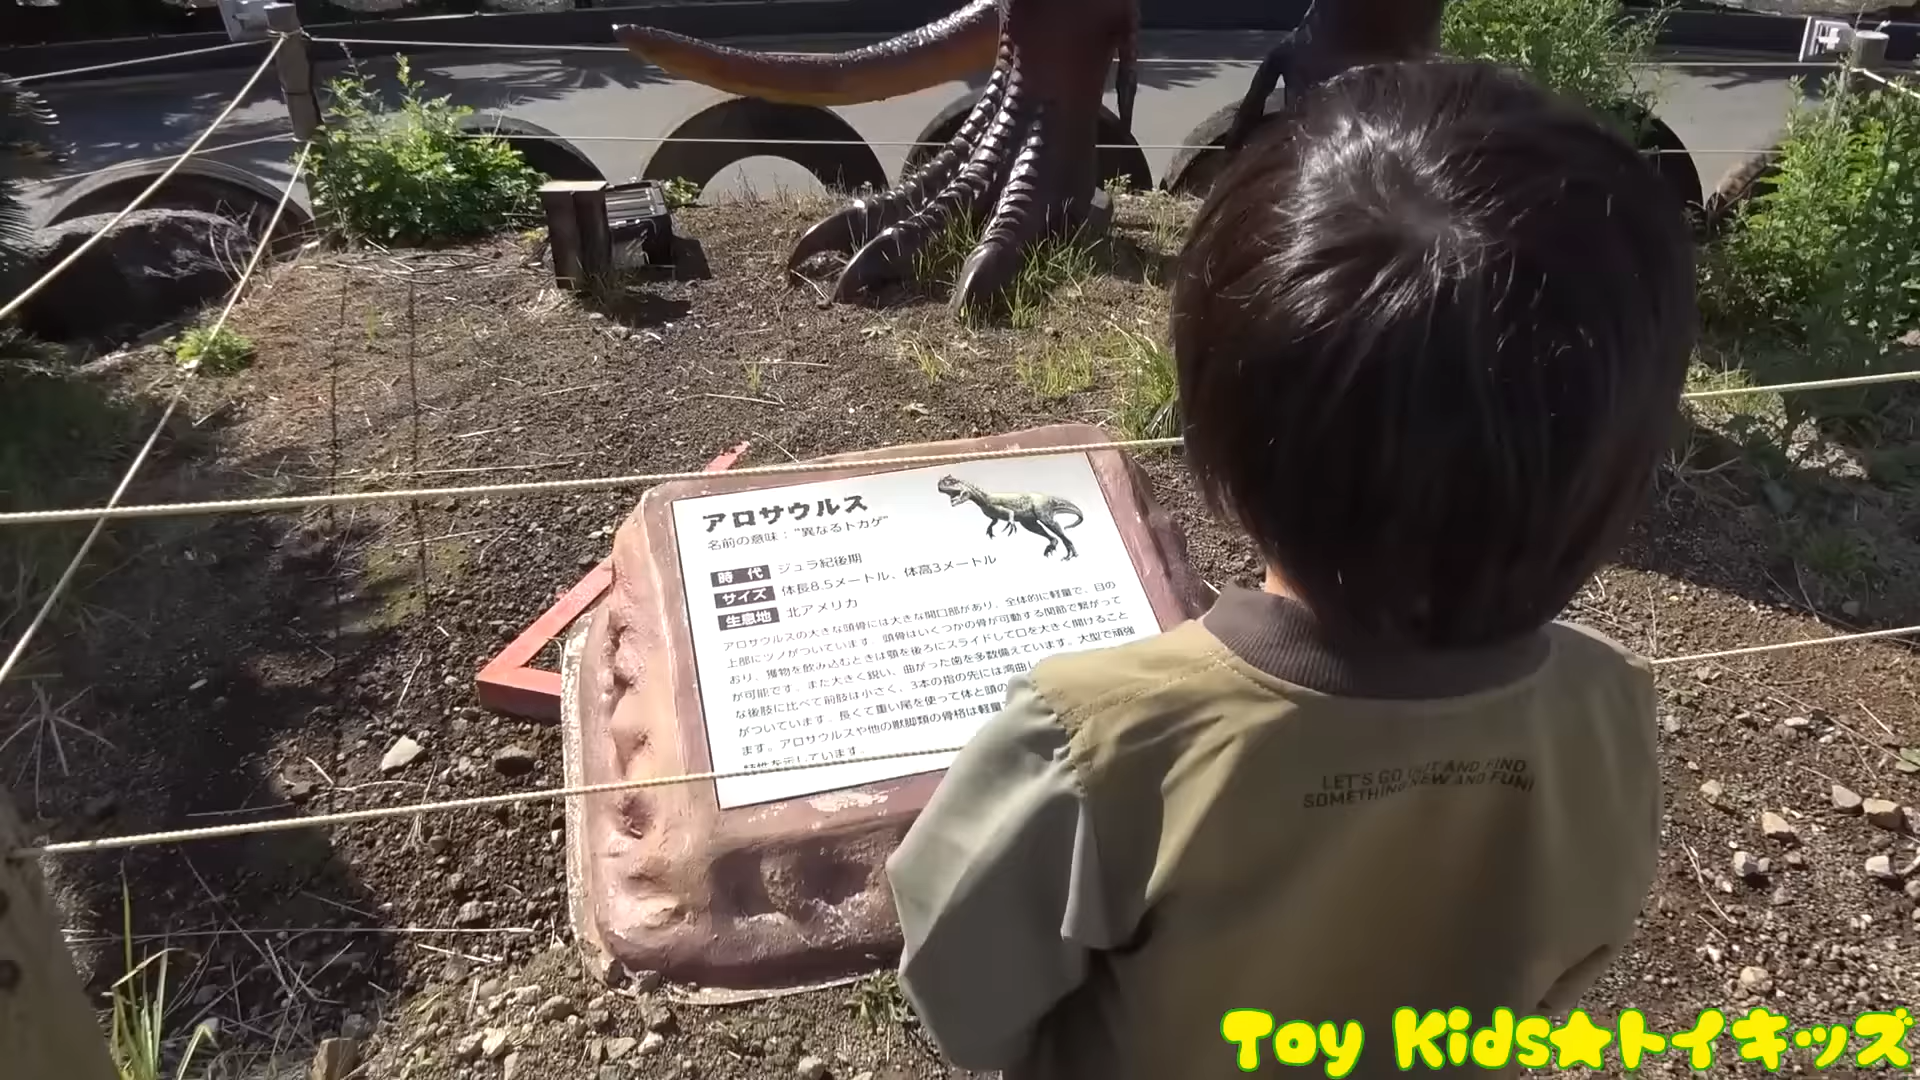 アロサウルス
名前の意味："異なるトカゲ"
時 代 ジュラ紀後期
サイズ 体長8.5メートル、体高3メートル
生息地 北アメリカ
アロサウルスの大きな頭骨には大きな開口部があり、全体的に軽量で、目の
上部にツノがついています。頭骨はいくつかの骨が可動する関節で繋がって
おり、獲物を飲み込むときは顎を後ろにスライドして口を大きく開けること
が可能です。また大きく鋭い、曲がった歯を多数備えています。大型で頑強
な後肢に比べて前肢は小さく、3本の指の先には湾曲し
がついています。長くて重い尾を使って体と頭の
ます。アロサウルスや他の獣脚類の骨格は軽量
特性を示しています。
LET'S GO OUT AND FIND
SOMETHING NEW AND FUN!
Toy Kids★トイキッズ